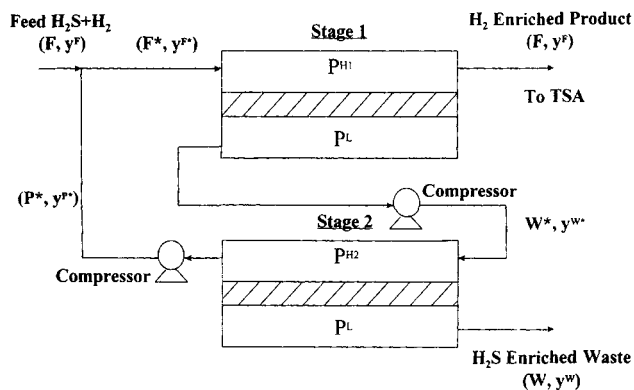 Feed H₂S+H₂
(F, yF)
(F*, yF*)
Stage 1
H₂ Enriched Product
(F, yF)
PH1
To TSA
PL
Compressor
(P*, yP*)
Stage 2
W*, yW*
PH2
Compressor
PL
H₂S Enriched Waste
(W, yW)